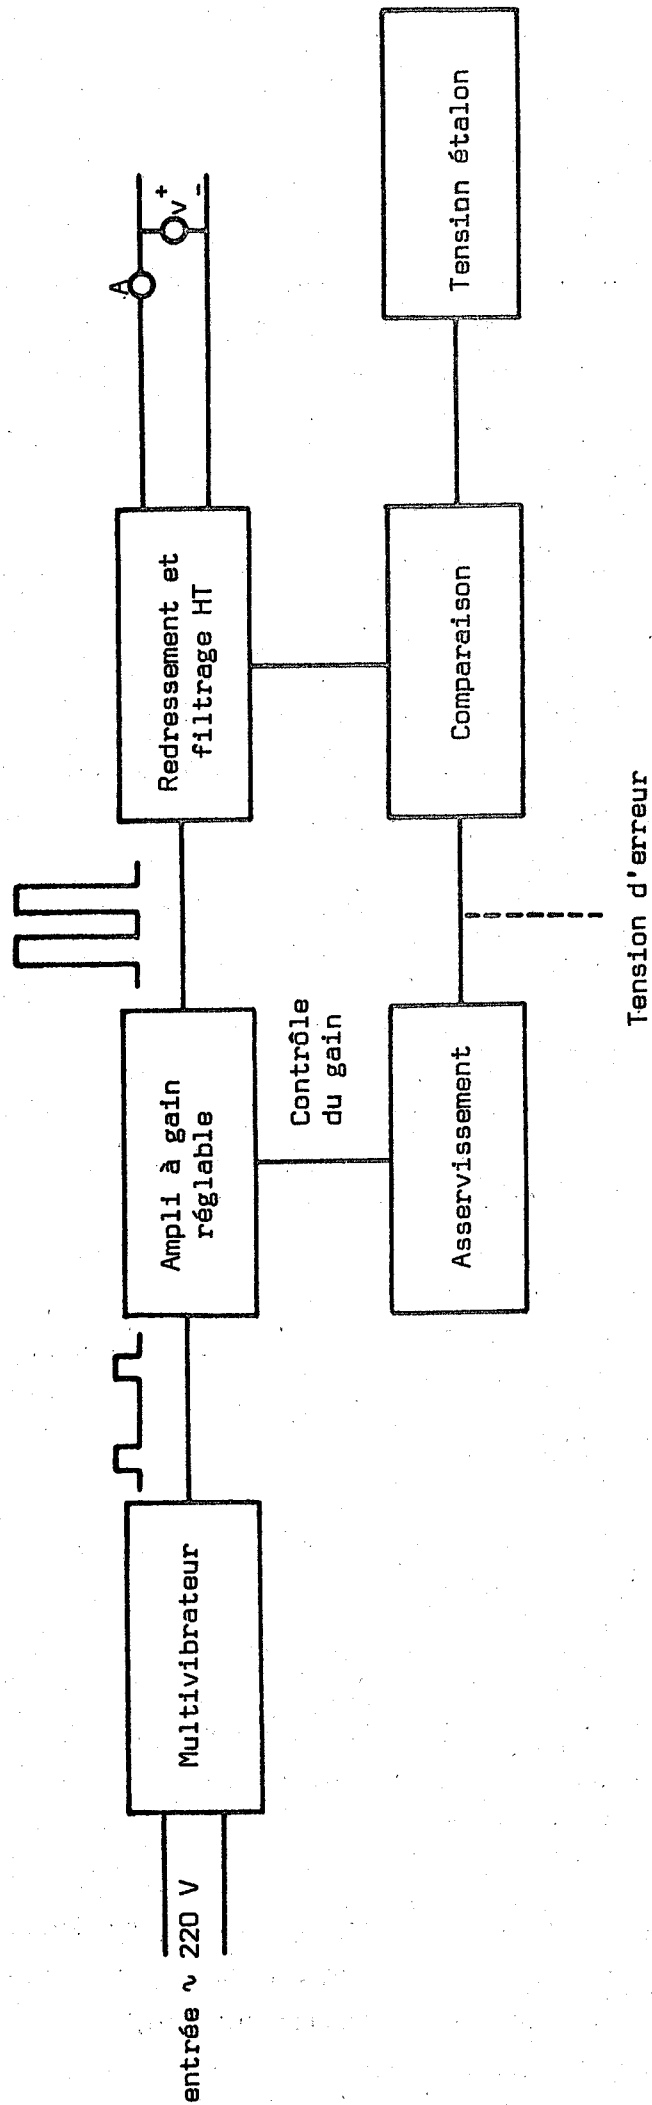 entrée ~ 220 V
Multivibrateur
Ampli à gain
réglable
Redressement et
filtrage HT
A
V
+
-
Contrôle
du gain
Asservissement
Comparaison
Tension étalon
Tension d'erreur